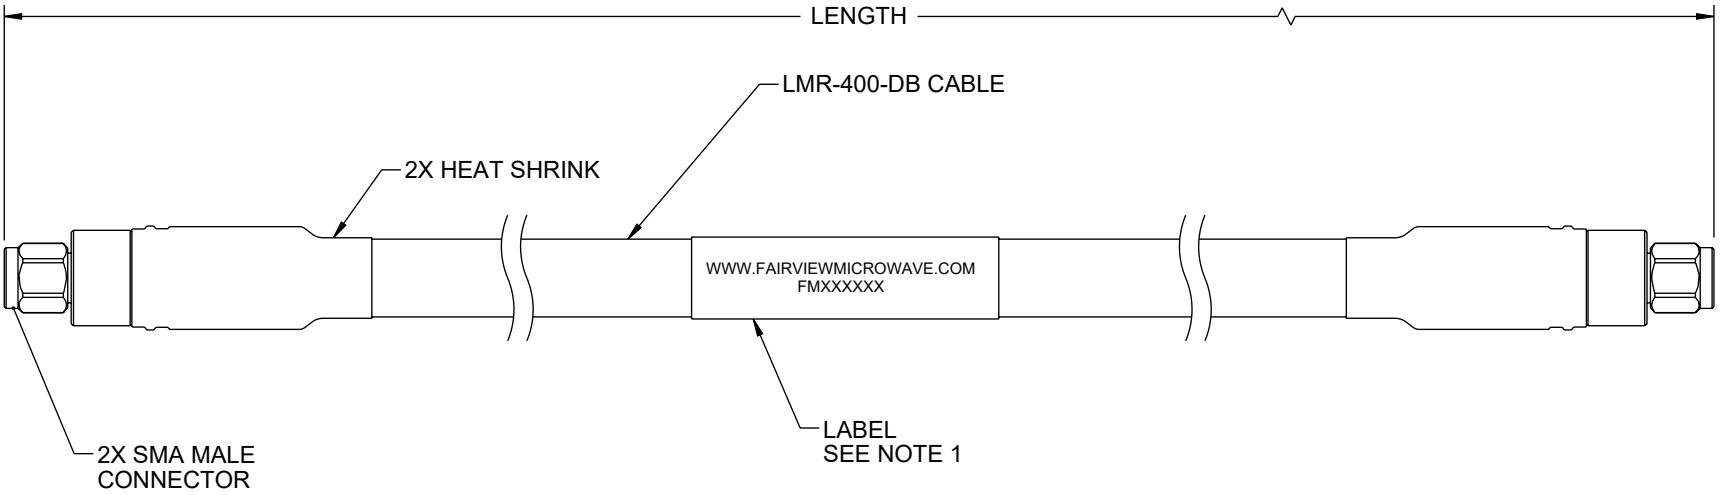 LENGTH
LMR-400-DB CABLE
2X HEAT SHRINK
WWW.FAIRVIEWMICROWAVE.COM
FMXXXXXX
LABEL
SEE NOTE 1
2X SMA MALE
CONNECTOR